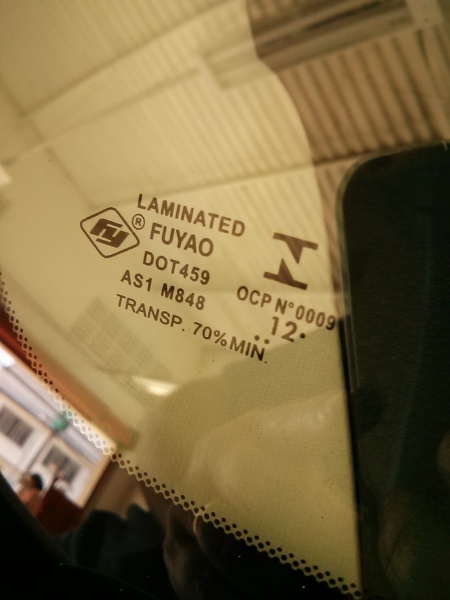 LAMINATED
® FUYAO
DOT459
AS1 M848
TRANSP. 70%MIN.
OCP N°0009
..12.